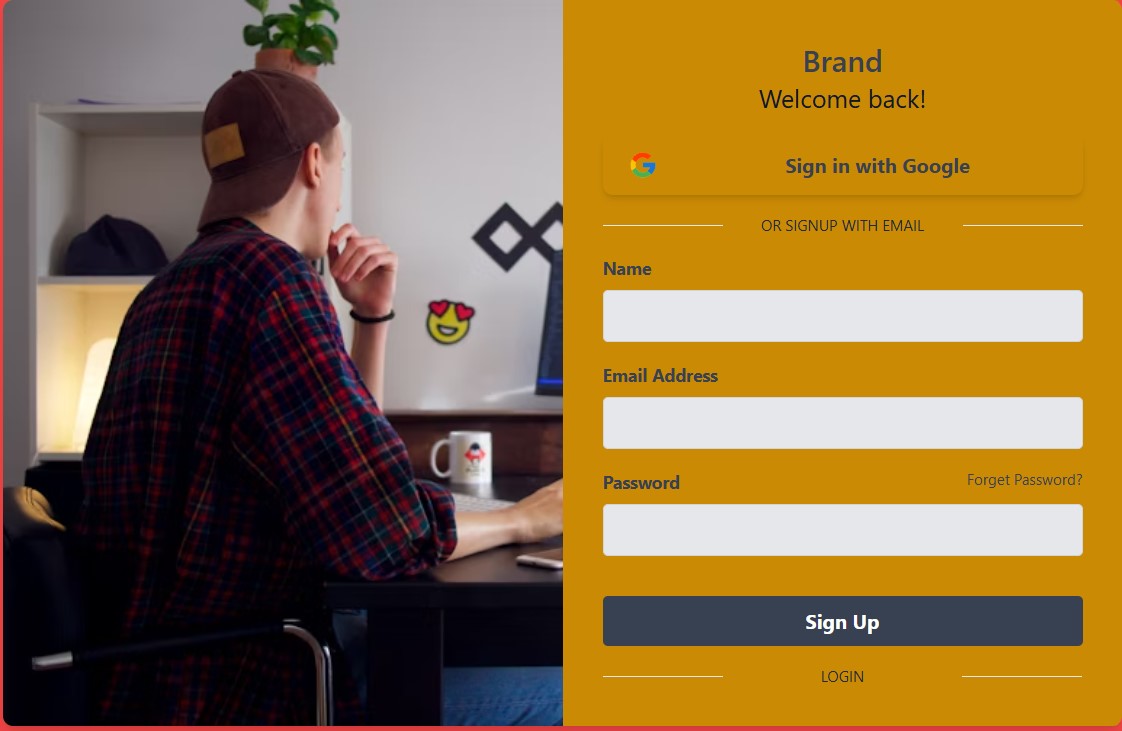 Brand
Welcome back!
Sign in with Google
OR SIGNUP WITH EMAIL
Name
Email Address
Password
Forget Password?
Sign Up
LOGIN